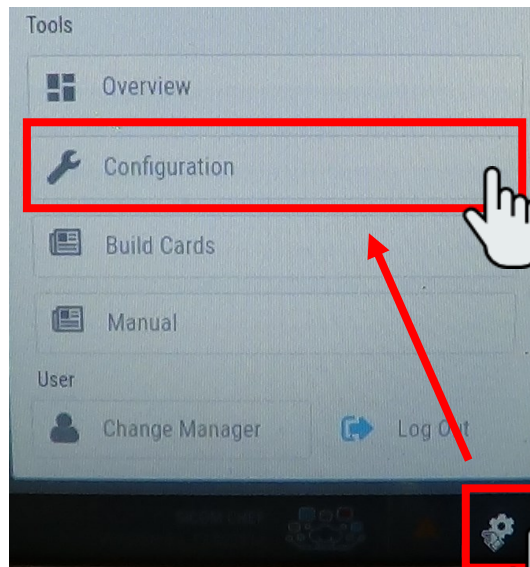 Tools
Overview
Configuration
Build Cards
Manual
User
Change Manager
Log Out